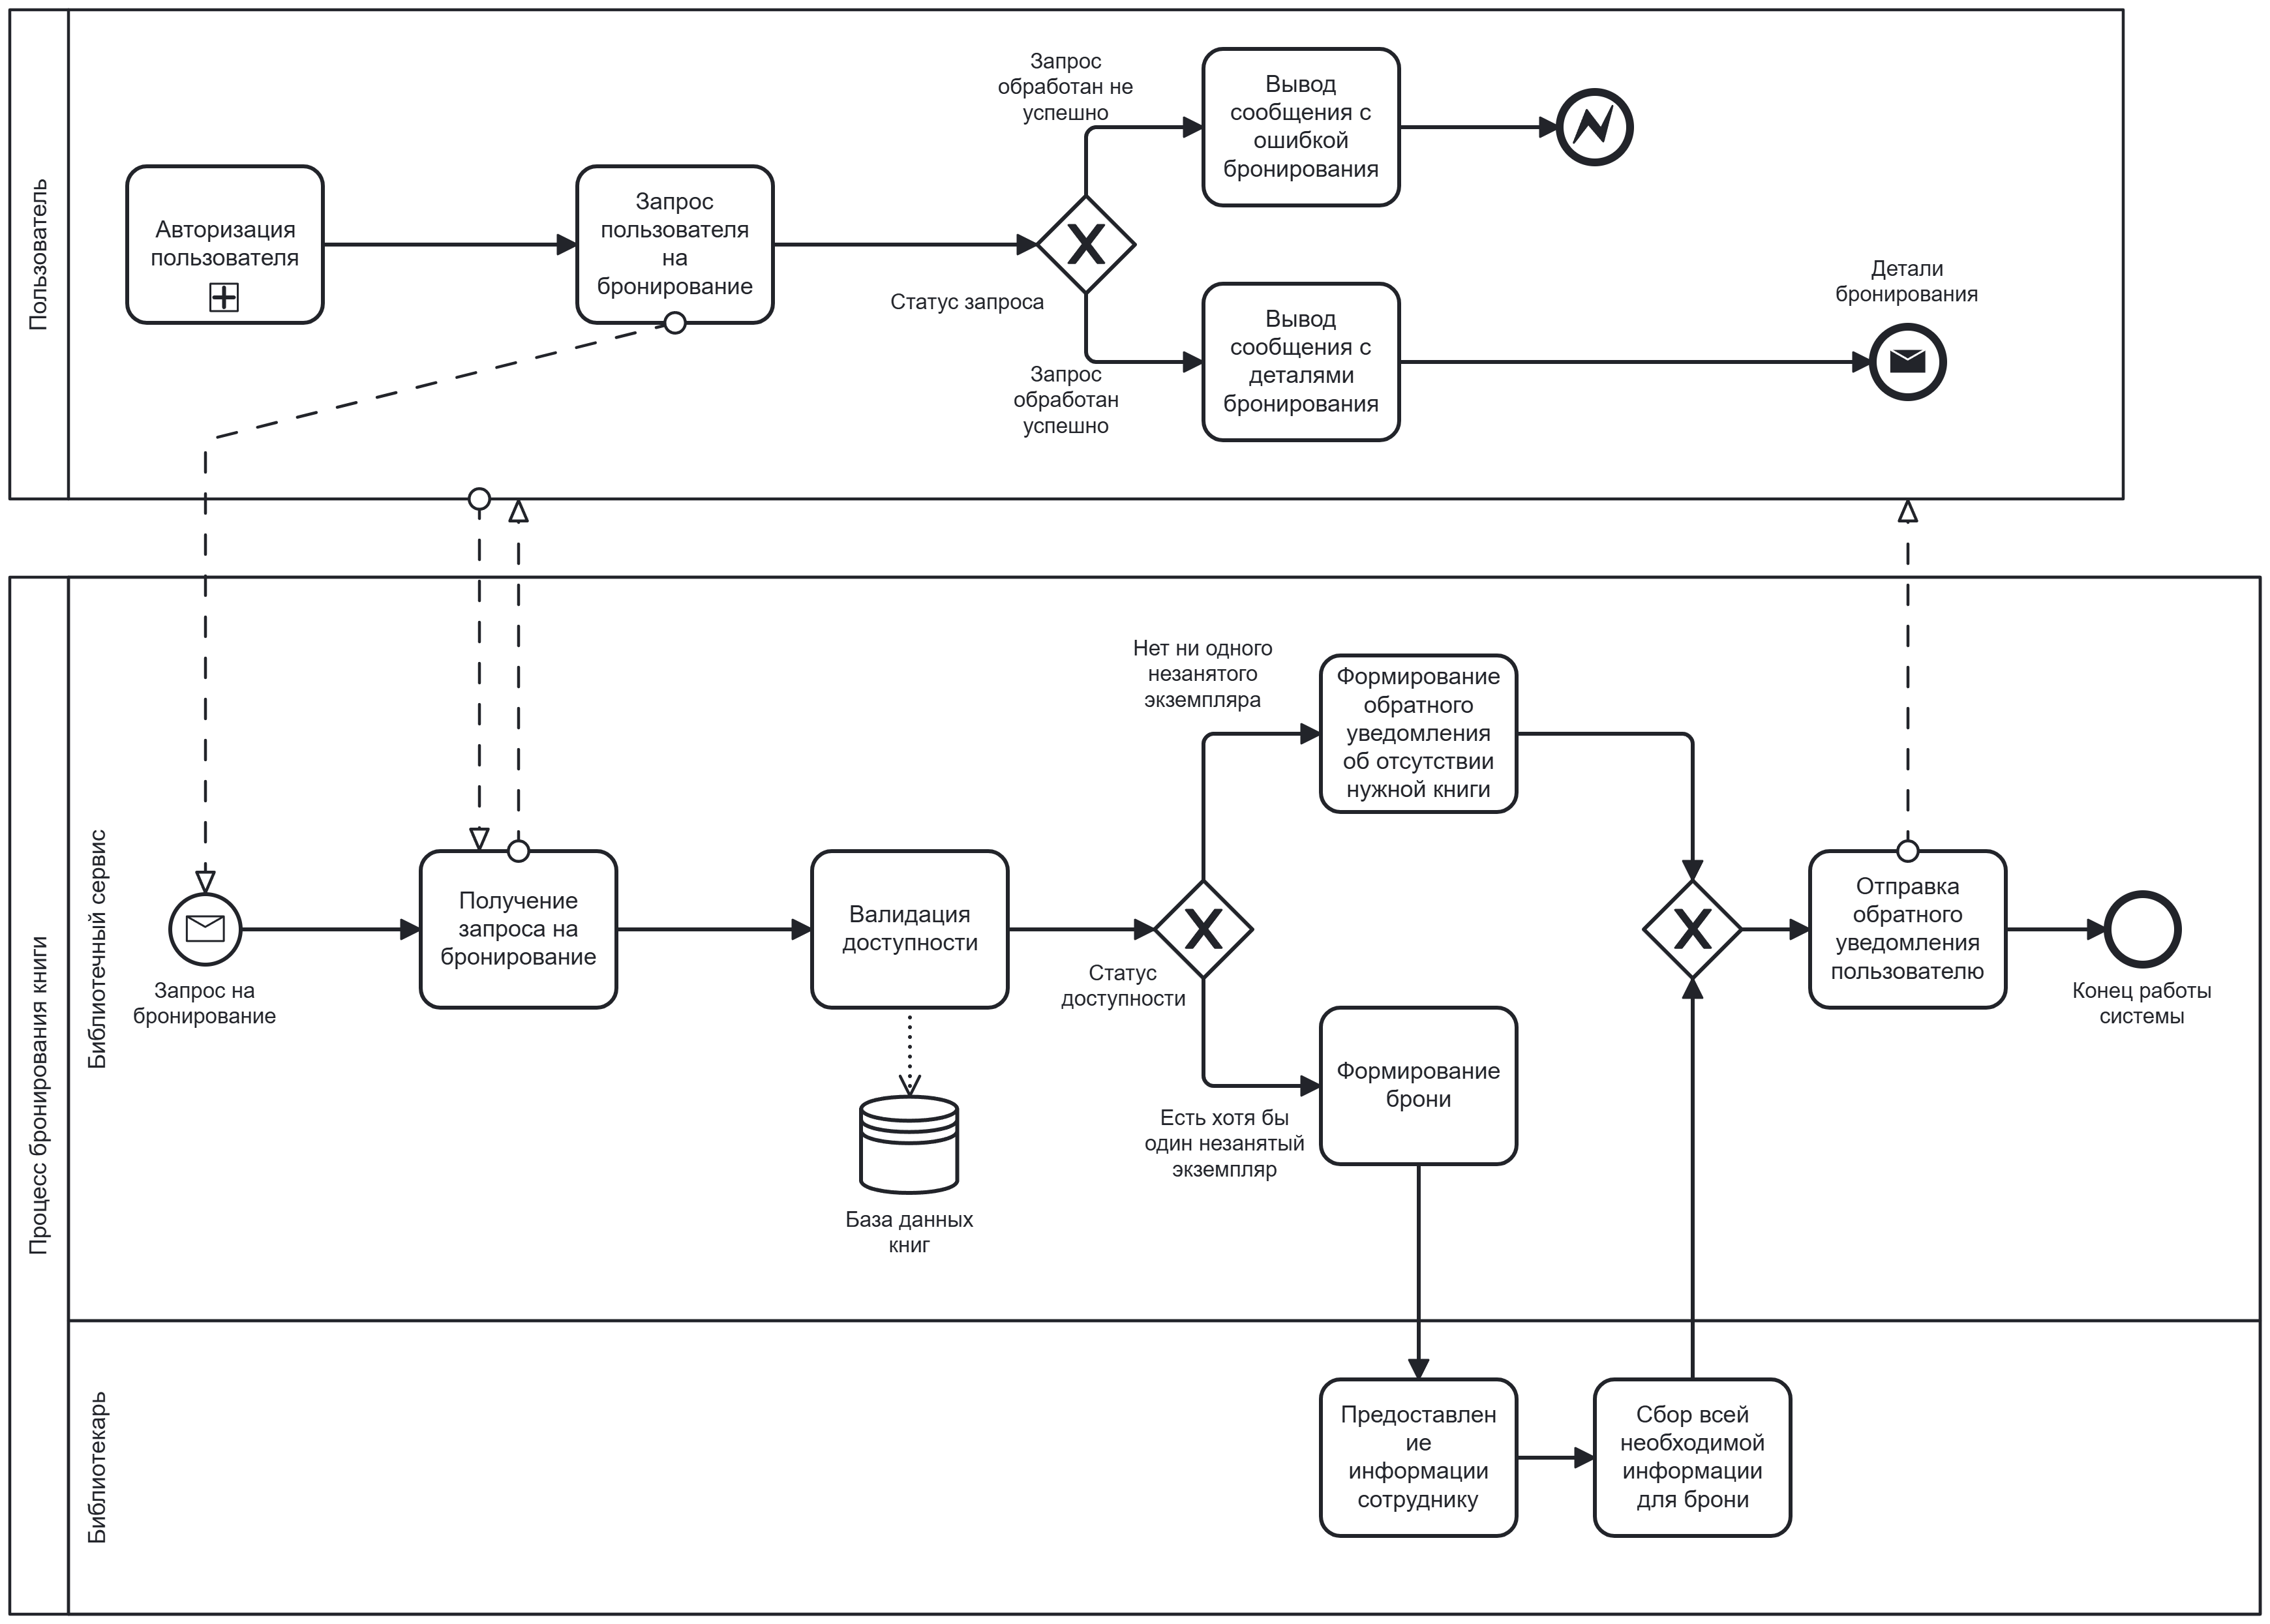 Пользователь
Авторизация
пользователя
Запрос
пользователя
на
бронирование
Статус запроса
Запрос
обработан не
успешно
Вывод
сообщения с
ошибкой
бронирования
Запрос
обработан
успешно
Вывод
сообщения с
деталями
бронирования
Детали
бронирования
Процесс бронирования книги
Библиотечный сервис
Запрос на
бронирование
Получение
запроса на
бронирование
Валидация
доступности
База данных
книг
Статус
доступности
Нет ни одного
незанятого
экземпляра
Формирование
обратного
уведомления
об отсутствии
нужной книги
Есть хотя бы
один незанятый
экземпляр
Формирование
брони
Отправка
обратного
уведомления
пользователю
Конец работы
системы
Библиотекарь
Предоставлен
ие
информации
сотруднику
Сбор всей
необходимой
информации
для брони